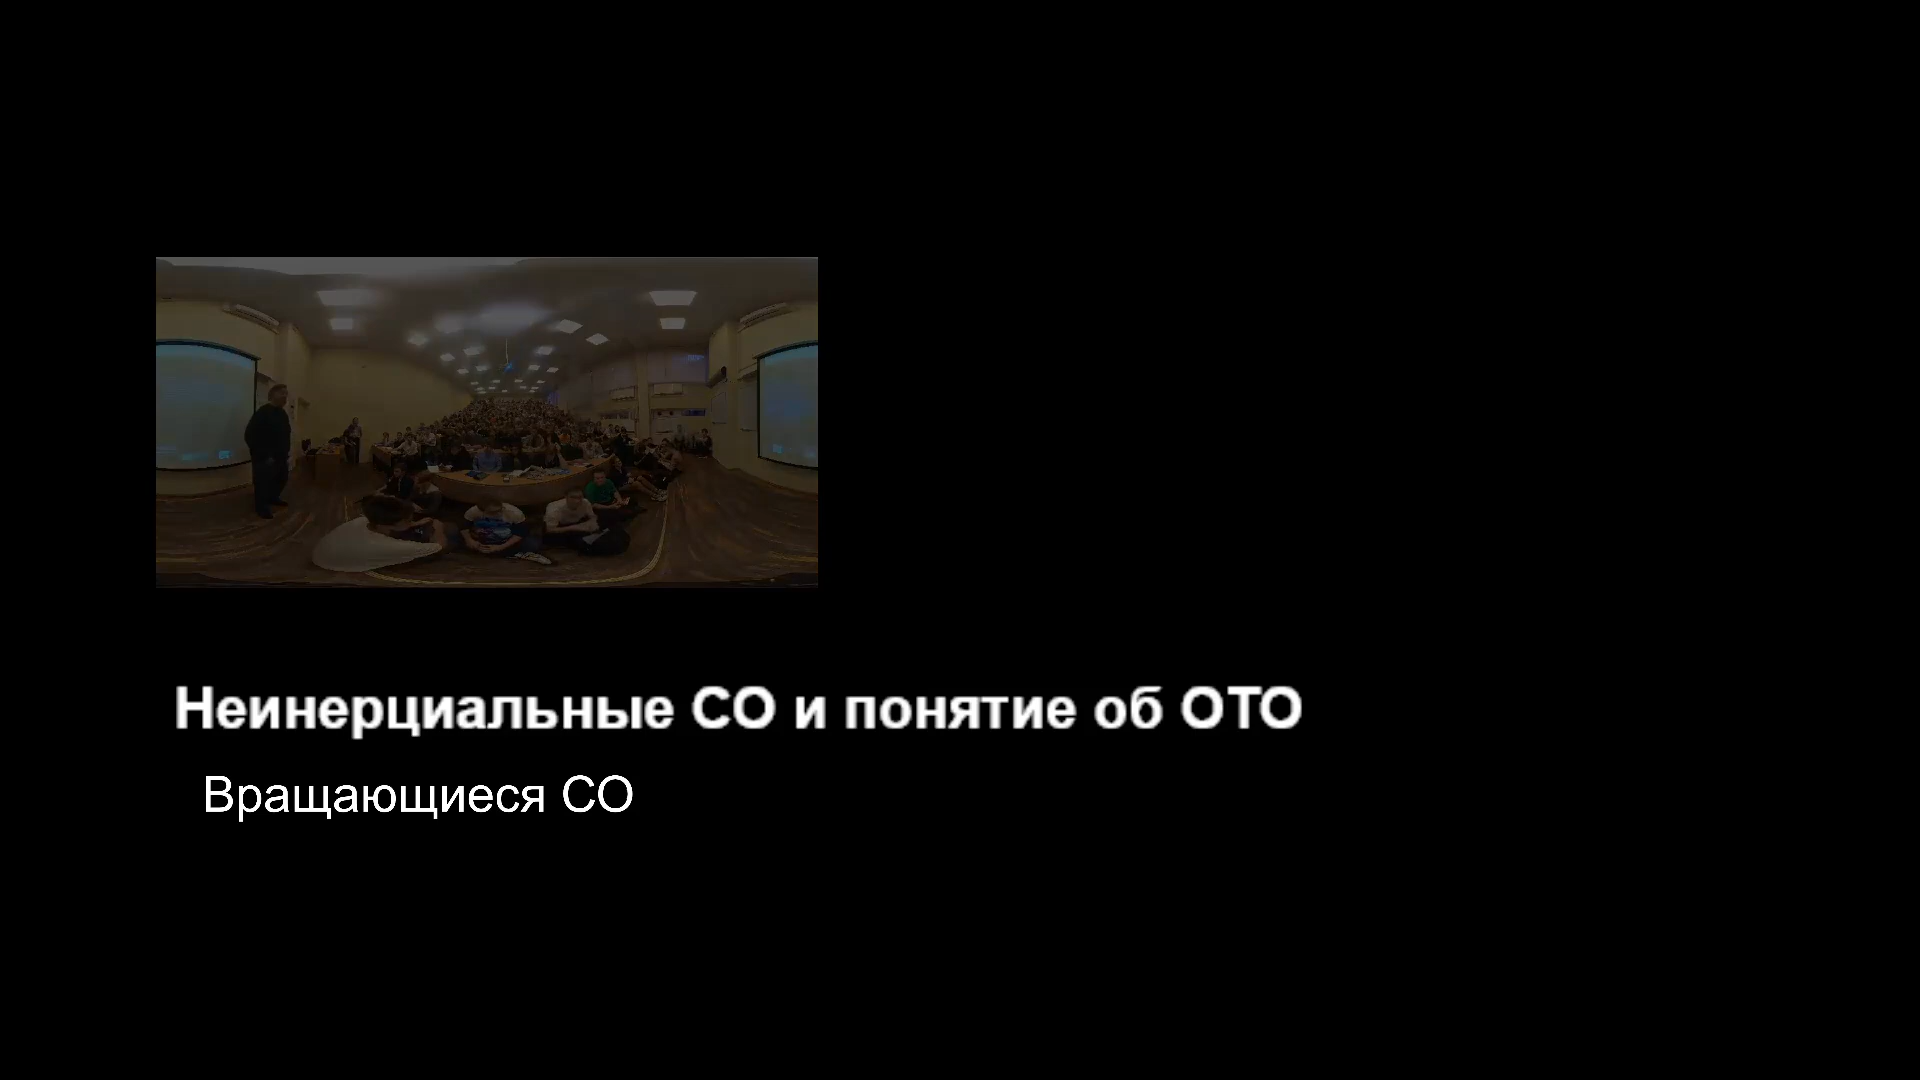 Неинерциальные СО и понятие об ОТО
Вращающиеся СО